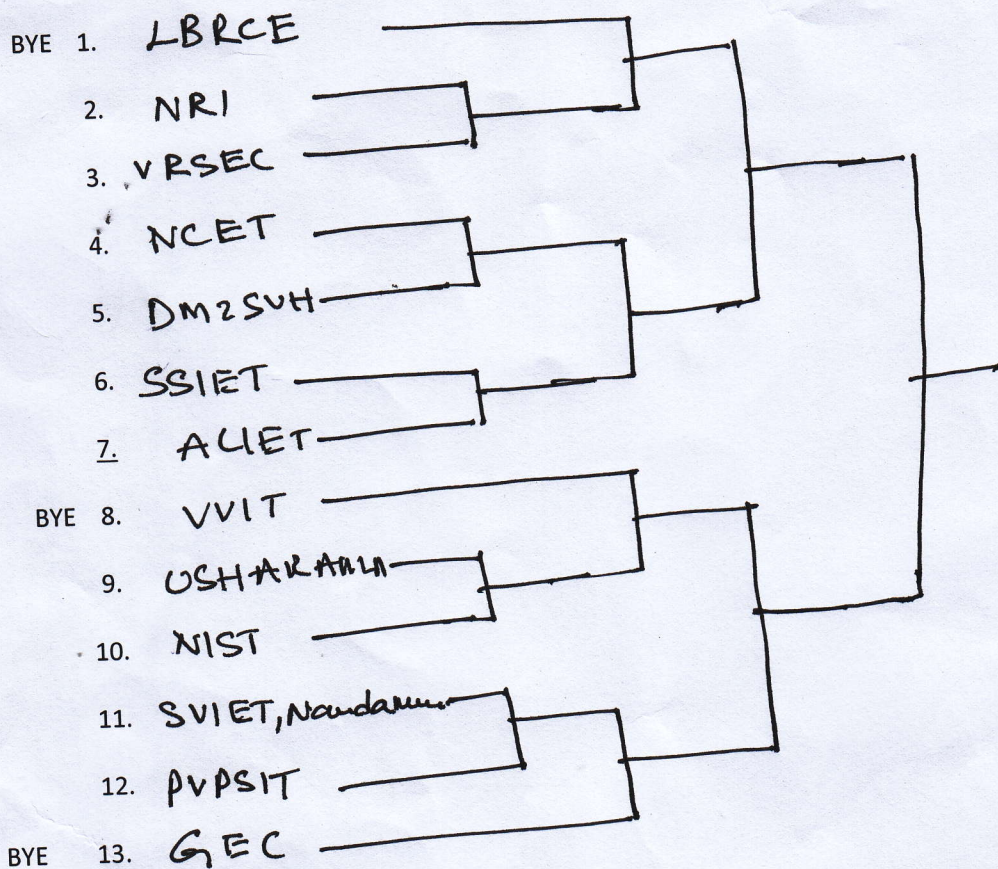 BYE 1. LBRCE
2. NRI
3. VRSEC
4. NCET
5. DM2SVH
6. SSIET
7. ALIET
BYE 8. VVIT
9. USHARAMA
10. NIST
11. SVIET,
12. PVPSIT
BYE 13. GEC